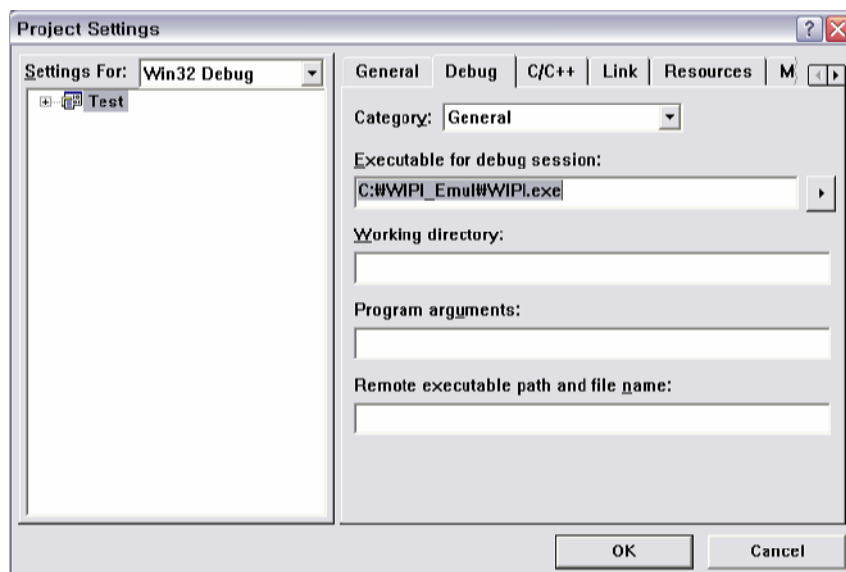 Project Settings
Settings For: Win32 Debug
Test
General Debug C/C++ Link Resources M
Category: General
Executable for debug session:
C:₩WIPI_Emul₩WIPI.exe
Working directory:
Program arguments:
Remote executable path and file name:
OK Cancel